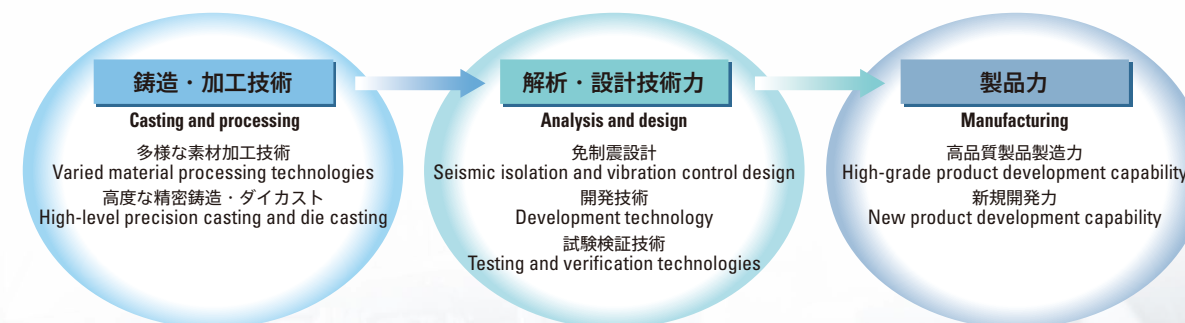 鋳造・加工技術
Casting and processing
多様な素材加工技術
Varied material processing technologies
高度な精密鋳造・ダイカスト
High-level precision casting and die casting
解析・設計技術力
Analysis and design
免制震設計
Seismic isolation and vibration control design
開発技術
Development technology
試験検証技術
Testing and verification technologies
製品力
Manufacturing
高品質製品製造力
High-grade product development capability
新規開発力
New product development capability